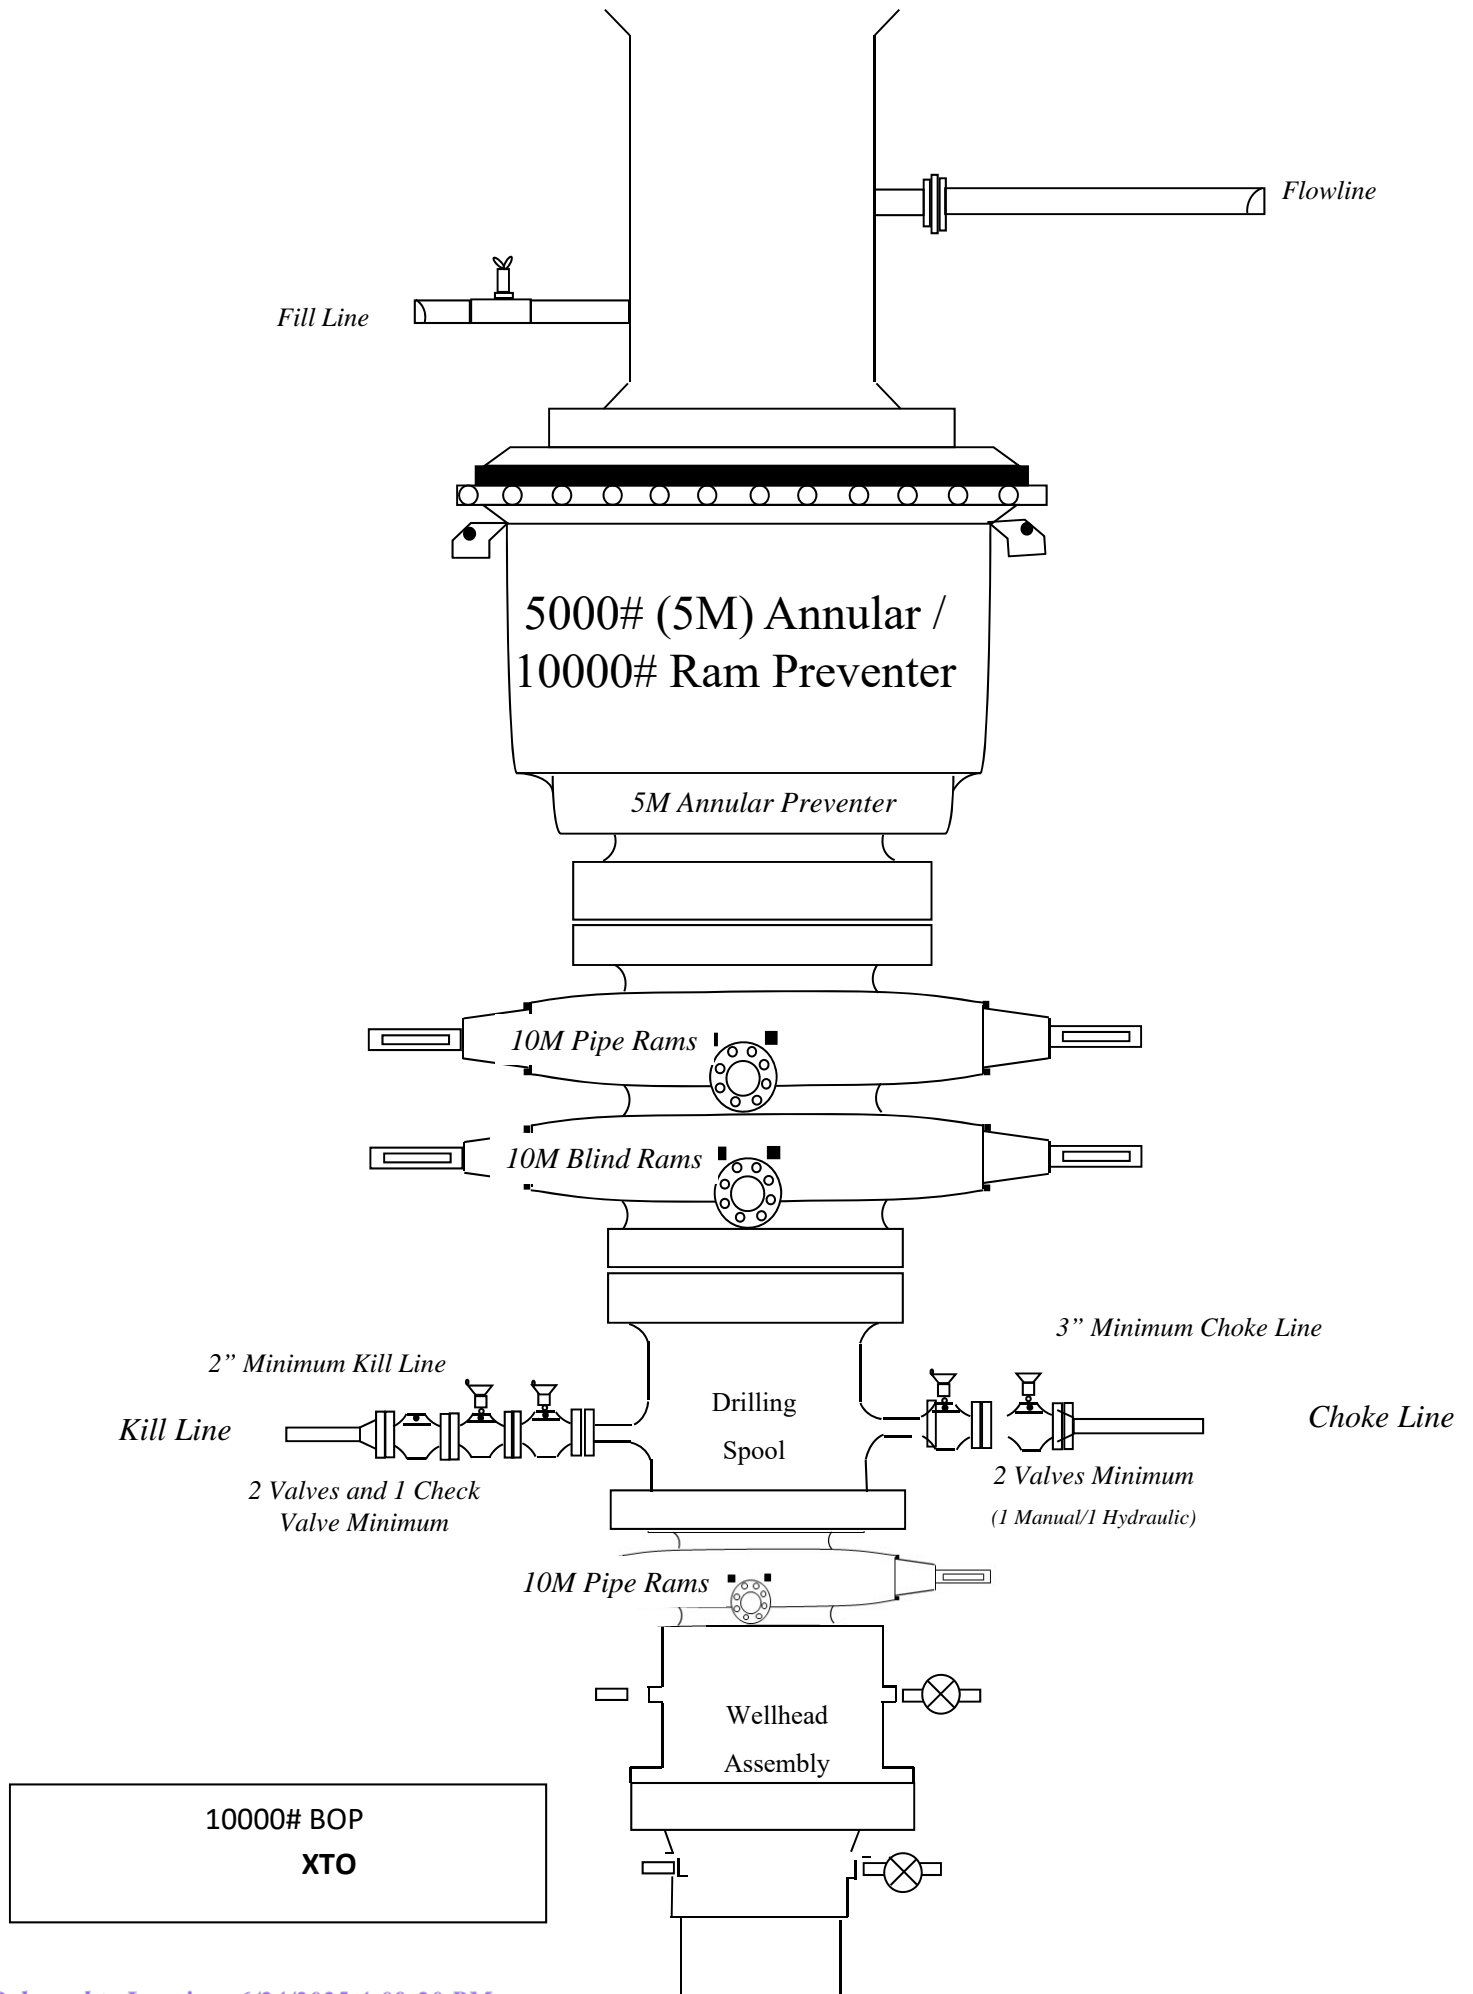 Flowline
Fill Line
5000# (5M) Annular /
10000# Ram Preventer
5M Annular Preventer
10M Pipe Rams
10M Blind Rams
3” Minimum Choke Line
2” Minimum Kill Line
Drilling
Spool
Kill Line
Choke Line
2 Valves and 1 Check
Valve Minimum
2 Valves Minimum
(1 Manual/1 Hydraulic)
10M Pipe Rams
Wellhead
Assembly
10000# BOP
XTO